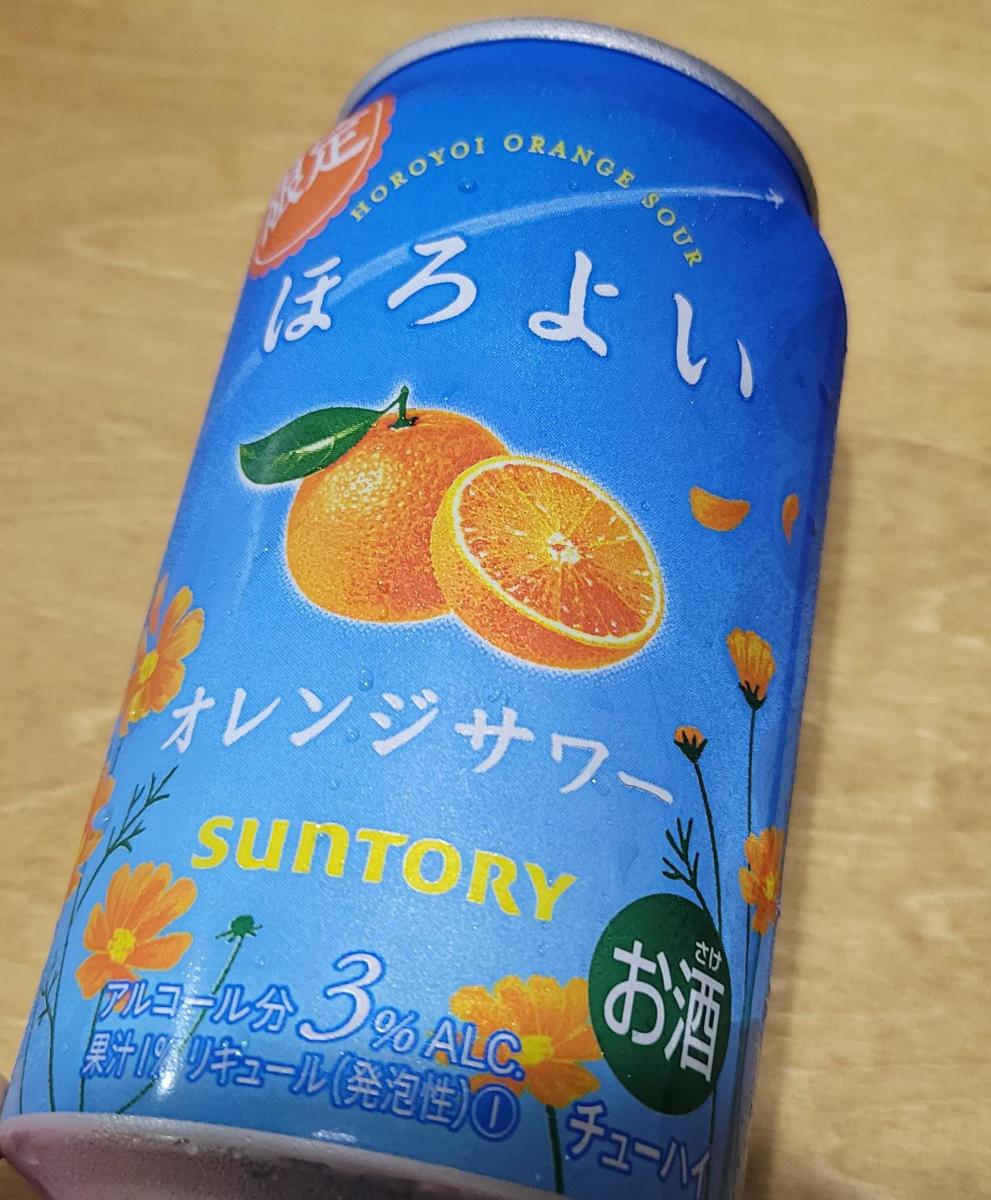 限定
HOROYOI ORANGE SOUR
ほろよい
オレンジサワー
SUNTORY
アルコール分 3% ALC.
果汁1% リキュール(発泡性)①
さけ
お酒
チューハイ